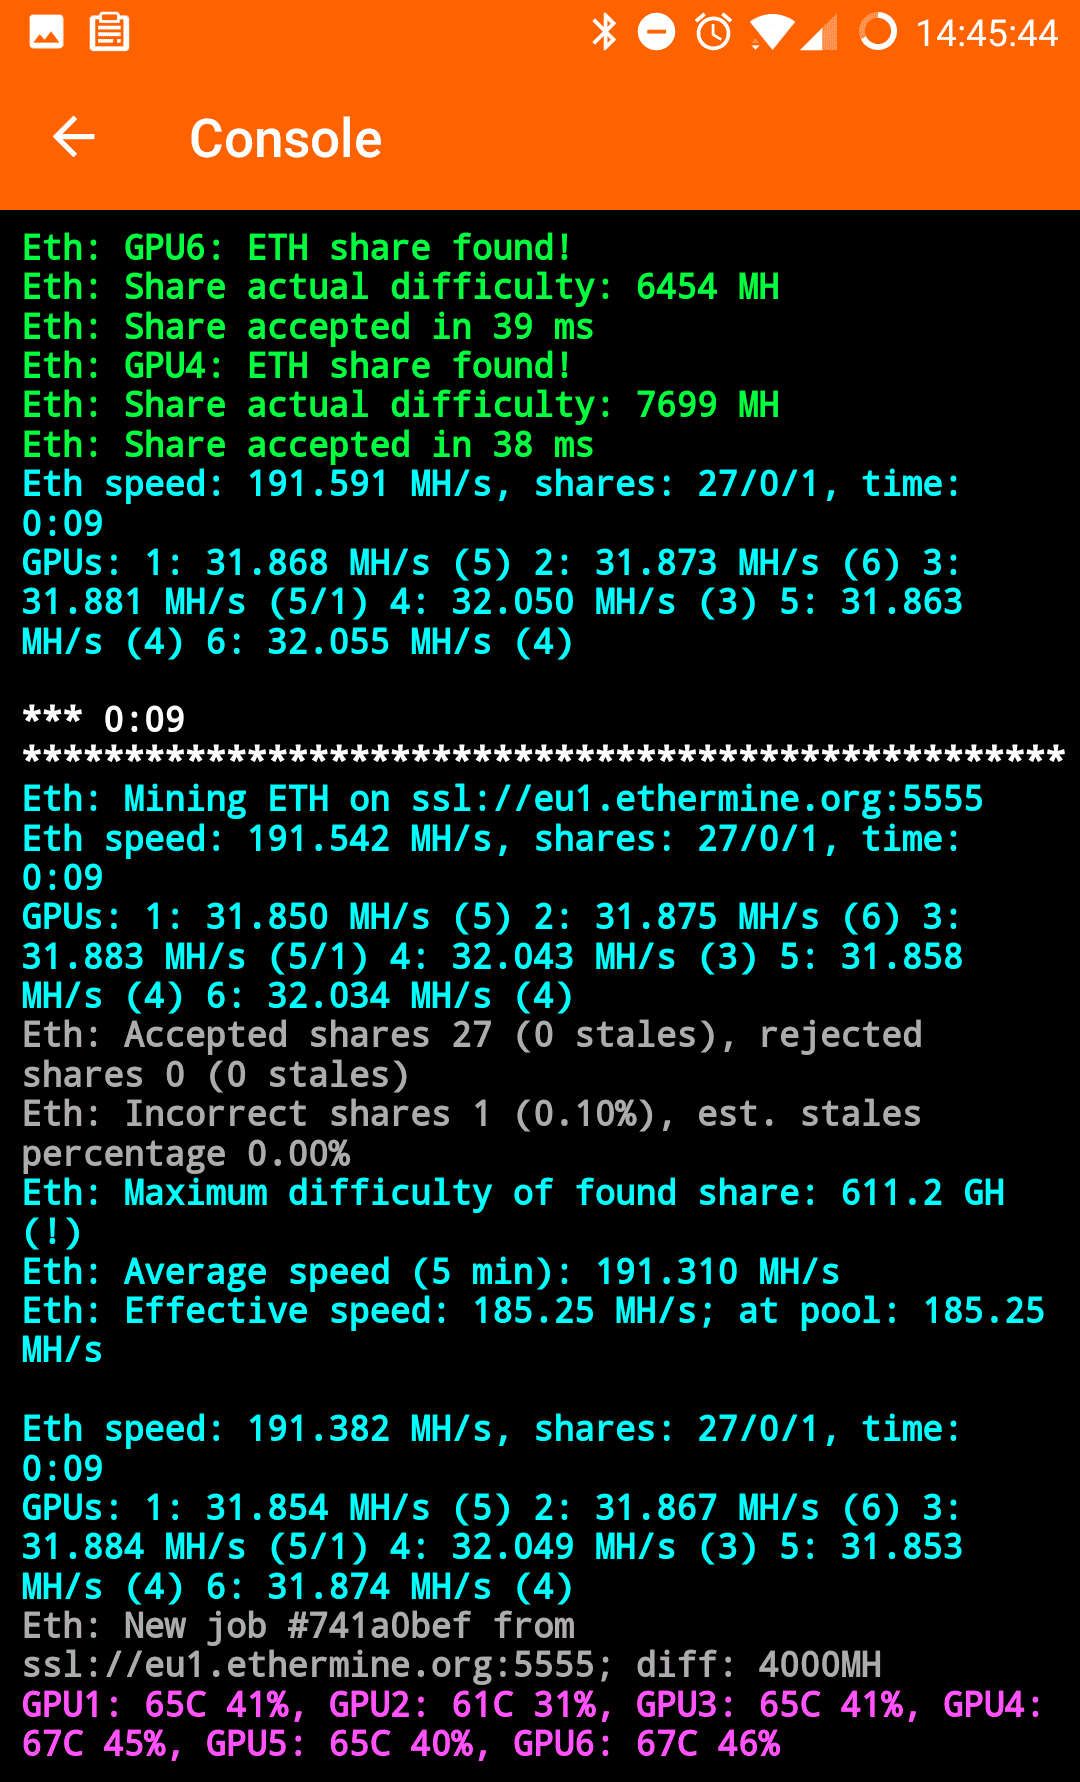 14:45:44
Console
Eth: GPU6: ETH share found!
Eth: Share actual difficulty: 6454 MH
Eth: Share accepted in 39 ms
Eth: GPU4: ETH share found!
Eth: Share actual difficulty: 7699 MH
Eth: Share accepted in 38 ms
Eth speed: 191.591 MH/s, shares: 27/0/1, time:
0:09
GPUs: 1: 31.868 MH/s (5) 2: 31.873 MH/s (6) 3:
31.881 MH/s (5/1) 4: 32.050 MH/s (3) 5: 31.863
MH/s (4) 6: 32.055 MH/s (4)
*** 0:09
***************************************************
Eth: Mining ETH on ssl://eu1.ethermine.org:5555
Eth speed: 191.542 MH/s, shares: 27/0/1, time:
0:09
GPUs: 1: 31.850 MH/s (5) 2: 31.875 MH/s (6) 3:
31.883 MH/s (5/1) 4: 32.043 MH/s (3) 5: 31.858
MH/s (4) 6: 32.034 MH/s (4)
Eth: Accepted shares 27 (0 stales), rejected
shares 0 (0 stales)
Eth: Incorrect shares 1 (0.10%), est. stales
percentage 0.00%
Eth: Maximum difficulty of found share: 611.2 GH
(!)
Eth: Average speed (5 min): 191.310 MH/s
Eth: Effective speed: 185.25 MH/s; at pool: 185.25
MH/s
Eth speed: 191.382 MH/s, shares: 27/0/1, time:
0:09
GPUs: 1: 31.854 MH/s (5) 2: 31.867 MH/s (6) 3:
31.884 MH/s (5/1) 4: 32.049 MH/s (3) 5: 31.853
MH/s (4) 6: 31.874 MH/s (4)
Eth: New job #741a0bef from
ssl://eu1.ethermine.org:5555; diff: 4000MH
GPU1: 65C 41%, GPU2: 61C 31%, GPU3: 65C 41%, GPU4:
67C 45%, GPU5: 65C 40%, GPU6: 67C 46%